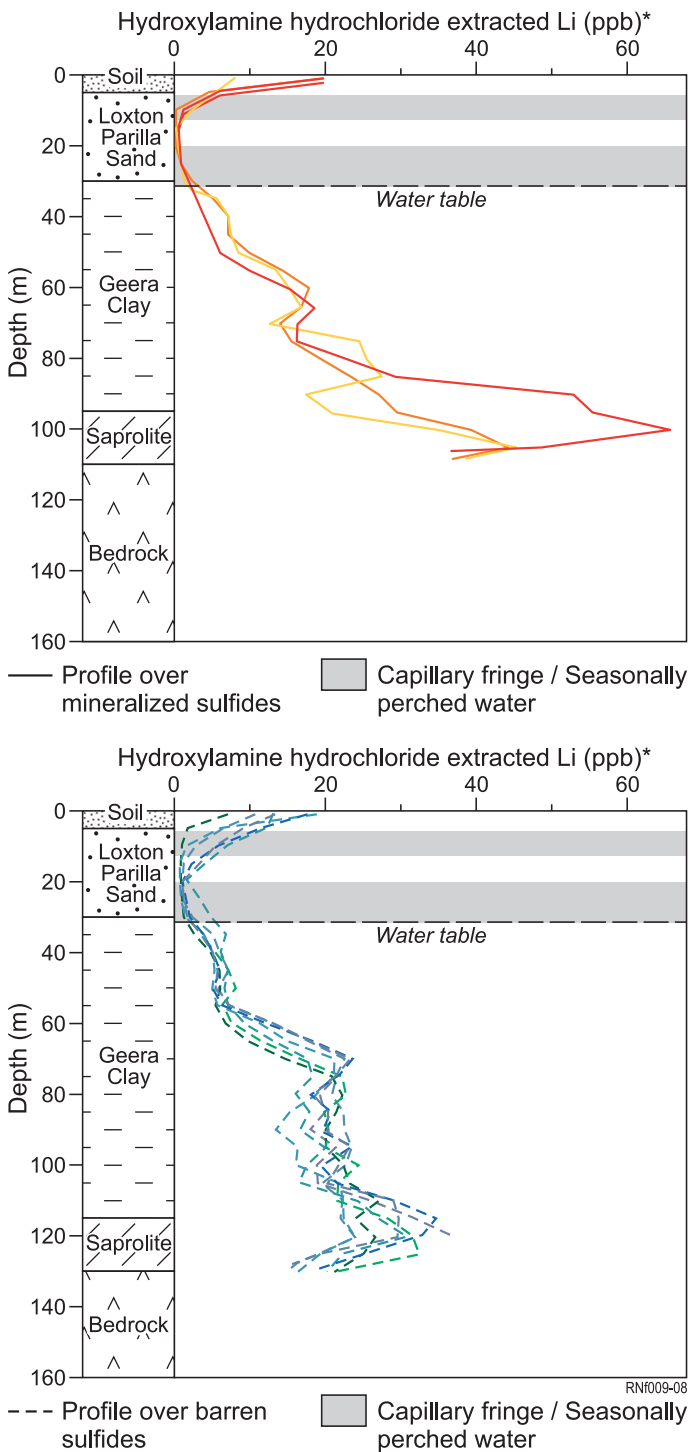 Hydroxylamine hydrochloride extracted Li (ppb)*
0 20 40 60
0
20
40
60
80
100
120
140
160
Depth (m)
Soil
Loxton
Parilla
Sand
Water table
Geera
Clay
Saprolite
Bedrock
Profile over
mineralized sulfides
Capillary fringe / Seasonally
perched water
Hydroxylamine hydrochloride extracted Li (ppb)*
0 20 40 60
0
20
40
60
80
100
120
140
160
Depth (m)
Soil
Loxton
Parilla
Sand
Water table
Geera
Clay
Saprolite
Bedrock
RNf009-08
Profile over barren
sulfides
Capillary fringe / Seasonally
perched water